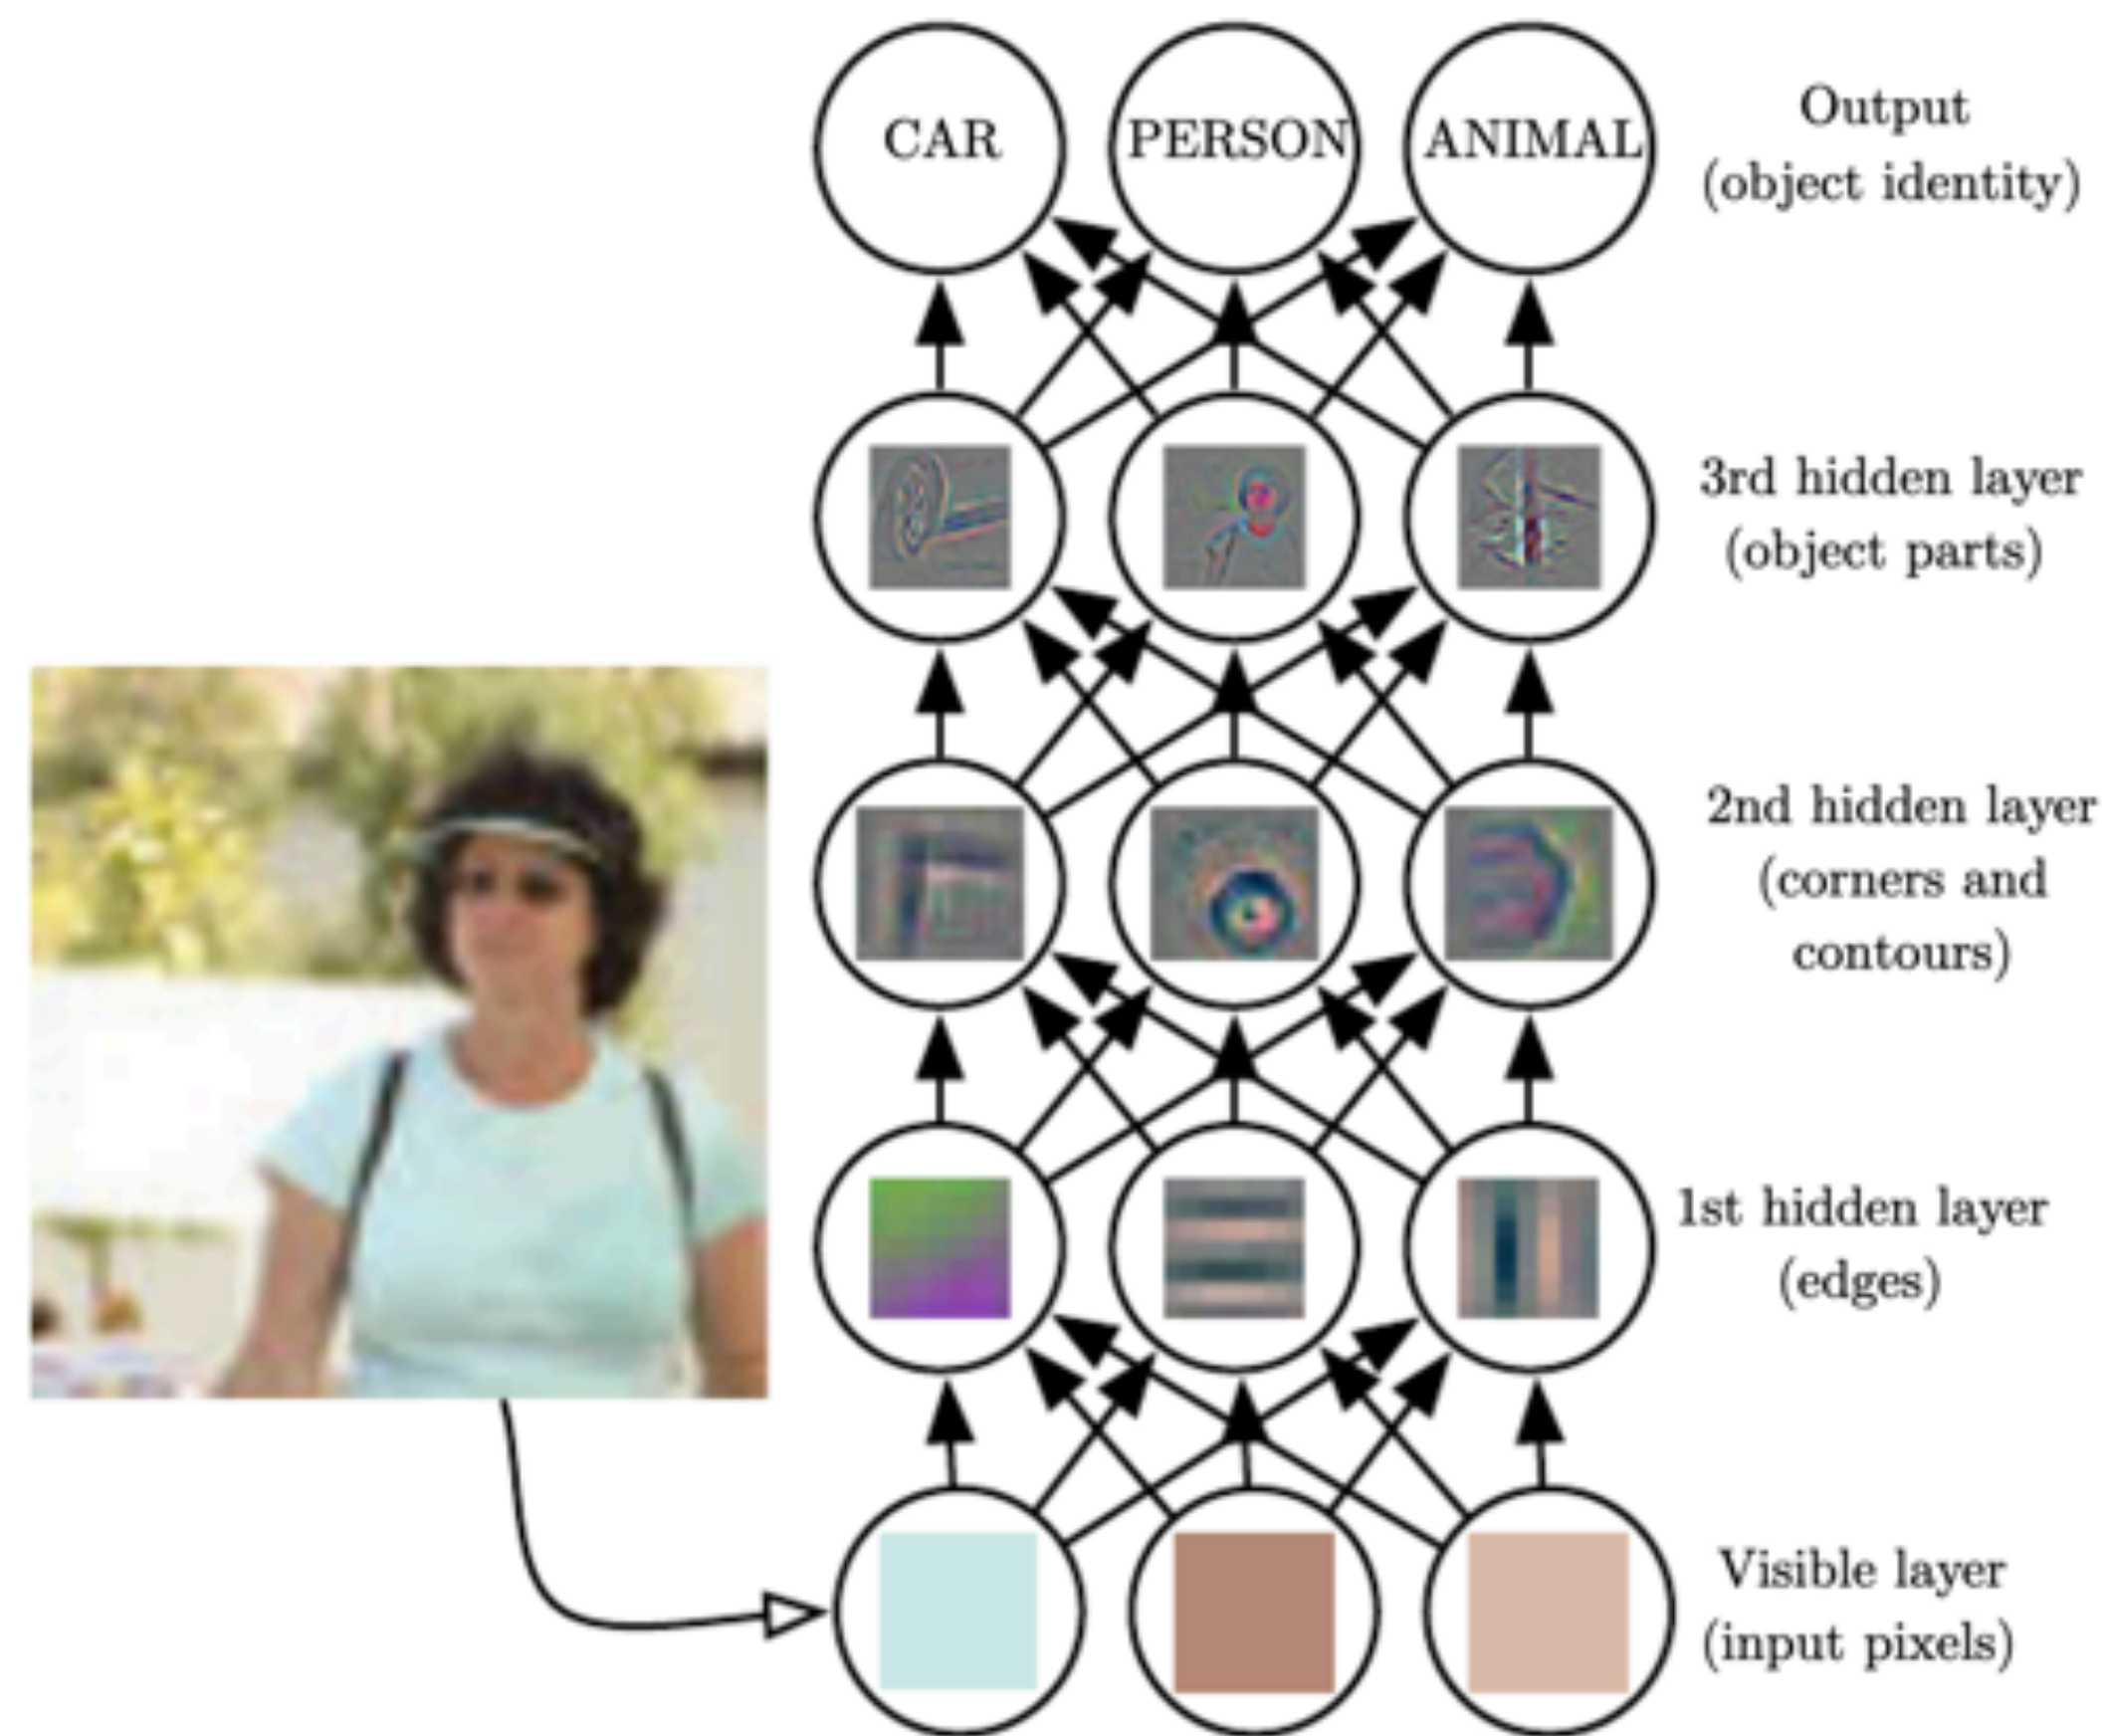 CAR
PERSON
ANIMAL
Output
(object identity)
3rd hidden layer
(object parts)
2nd hidden layer
(corners and
contours)
1st hidden layer
(edges)
Visible layer
(input pixels)